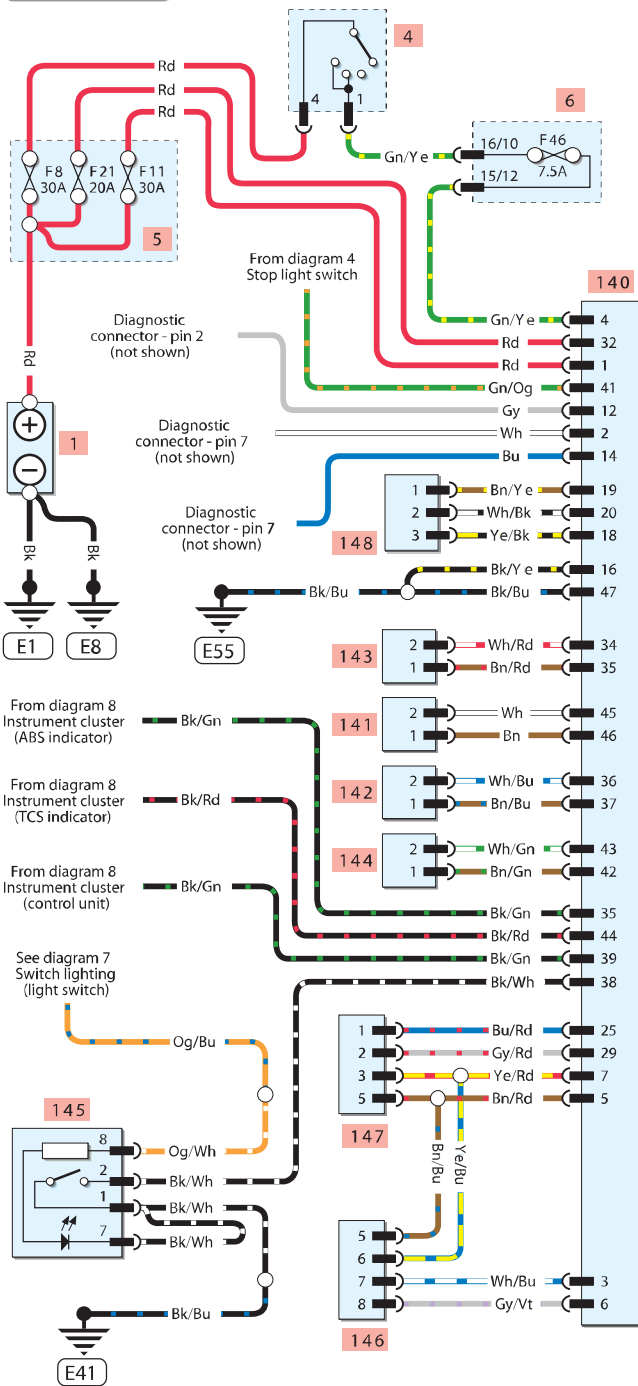 Rd
Rd
Rd
4
4
1
6
Gn/Ye
16/10
F46
15/12
7.5A
F8
30A
F21
20A
F11
30A
5
From diagram 4
Stop light switch
140
Diagnostic
connector - pin 2
(not shown)
Gn/Ye
4
Rd
32
Rd
1
Gn/Og
41
Gy
12
Diagnostic
connector - pin 7
(not shown)
Wh
2
Bu
14
Rd
+
1
−
Diagnostic
connector - pin 7
(not shown)
1
Bn/Ye
19
2
Wh/Bk
20
3
Ye/Bk
18
148
Bk
Bk
Bk/Ye
16
Bk/Bu
Bk/Bu
47
E1
E8
E55
143
2
Wh/Rd
34
1
Bn/Rd
35
From diagram 8
Instrument cluster
(ABS indicator)
Bk/Gn
141
2
Wh
45
1
Bn
46
From diagram 8
Instrument cluster
(TCS indicator)
Bk/Rd
142
2
Wh/Bu
36
1
Bn/Bu
37
144
2
Wh/Gn
43
1
Bn/Gn
42
From diagram 8
Instrument cluster
(control unit)
Bk/Gn
Bk/Gn
35
Bk/Rd
44
Bk/Gn
39
Bk/Wh
38
See diagram 7
Switch lighting
(light switch)
Og/Bu
1
Bu/Rd
25
2
Gy/Rd
29
3
Ye/Rd
7
5
Bn/Rd
5
147
145
8
Og/Wh
2
Bk/Wh
1
Bk/Wh
7
Bk/Wh
Bn/Bu
Ye/Bu
5
6
7
Wh/Bu
3
8
Gy/Vt
6
146
Bk/Bu
E41